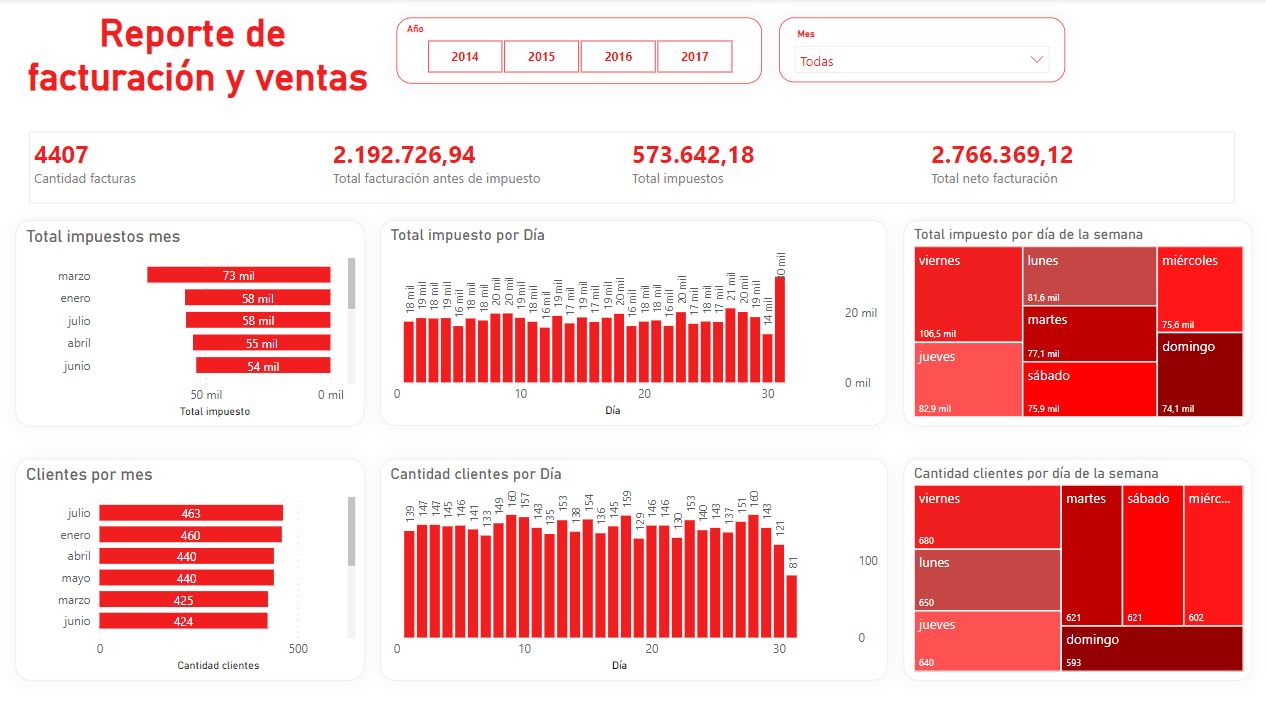 Reporte de
facturación y ventas
Año
2014 2015 2016 2017
Mes
Todas
4407
Cantidad facturas
2.192.726,94
Total facturación antes de impuesto
573.642,18
Total impuestos
2.766.369,12
Total neto facturación
Total impuestos mes
marzo 73 mil
enero 58 mil
julio 58 mil
abril 55 mil
junio 54 mil
50 mil 0 mil
Total impuesto
Total impuesto por Día
18 mil 19 mil 18 mil 19 mil 16 mil 18 mil 18 mil 20 mil 20 mil 19 mil 18 mil 16 mil 19 mil 17 mil 19 mil 17 mil 19 mil 20 mil 16 mil 18 mil 18 mil 16 mil 20 mil 17 mil 18 mil 17 mil 21 mil 20 mil 19 mil 14 mil 30 mil
20 mil
0 mil
0 10 20 30
Día
Total impuesto por día de la semana
viernes
106,5 mil
jueves
82,9 mil
lunes
81,6 mil
martes
77,1 mil
sábado
75,9 mil
miércoles
75,6 mil
domingo
74,1 mil
Clientes por mes
julio 463
enero 460
abril 440
mayo 440
marzo 425
junio 424
0 500
Cantidad clientes
Cantidad clientes por Día
139 147 147 145 146 141 133 149 160 157 143 135 153 138 154 136 145 159 129 146 146 130 153 140 143 137 151 160 143 121 81
100
0
0 10 20 30
Día
Cantidad clientes por día de la semana
viernes
680
lunes
650
jueves
640
martes
621
sábado
621
miérc...
602
domingo
593